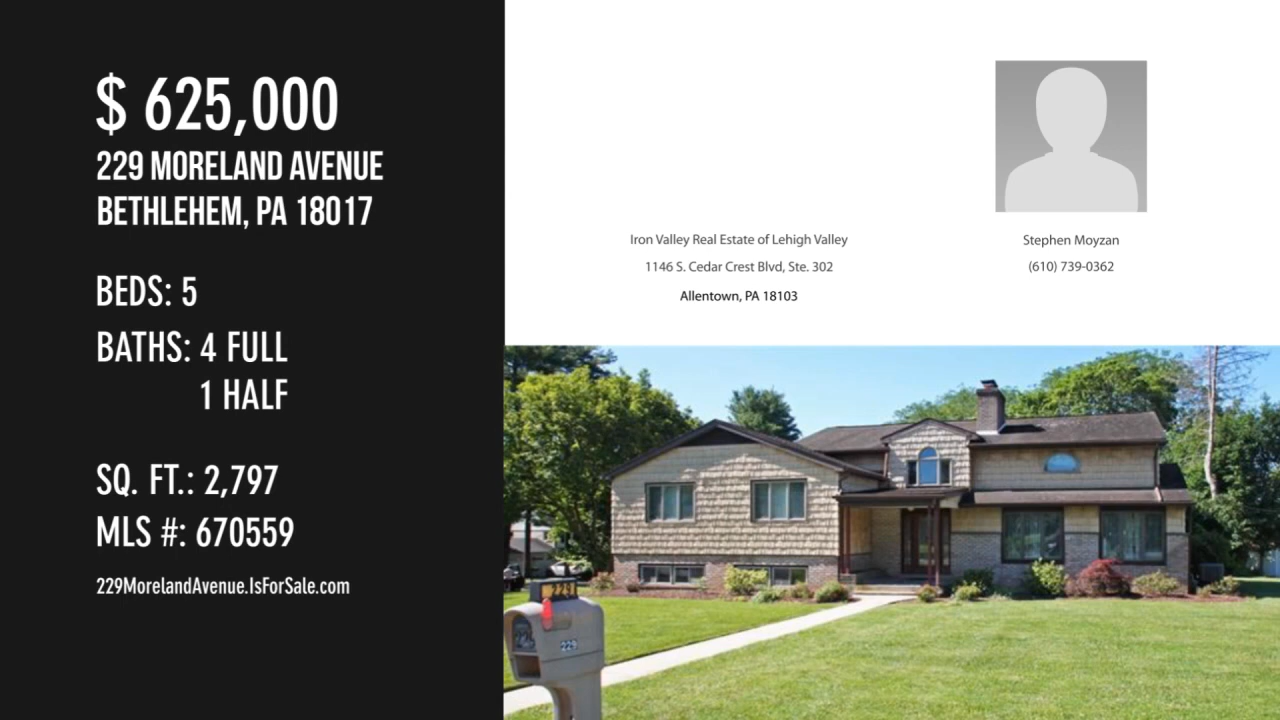 $ 625,000
229 MORELAND AVENUE
BETHLEHEM, PA 18017
BEDS: 5
BATHS: 4 FULL
1 HALF
SQ. FT.: 2,797
MLS #: 670559
229MorelandAvenue.IsForSale.com
Iron Valley Real Estate of Lehigh Valley
1146 S. Cedar Crest Blvd, Ste. 302
Allentown, PA 18103
Stephen Moyzan
(610) 739-0362
229